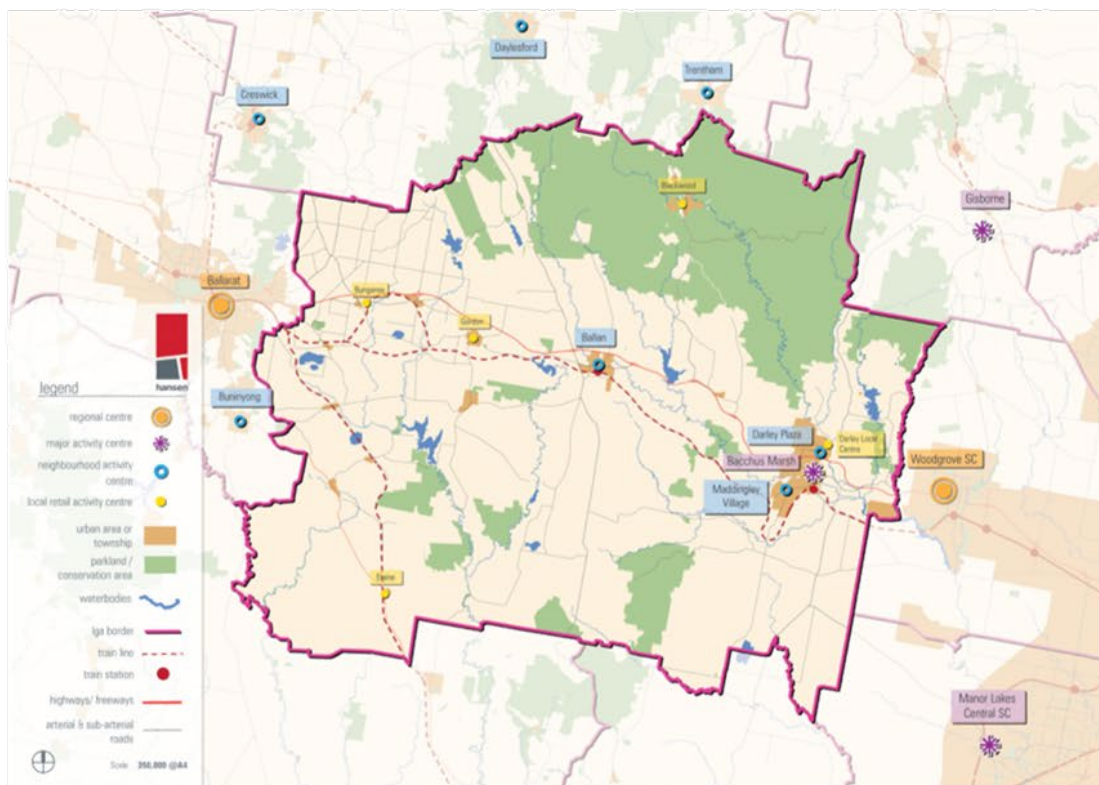 Daylesford
Trentham
Creswick
Blackwood
Gisborne
Ballarat
Bungaree
Gordon
Ballan
hansen
legend
regional centre
major activity centre
neighbourhood activity
centre
local retail activity centre
urban area or
township
parkland /
conservation area
waterbodies
lga border
train line
train station
highways/ freeways
arterial & sub-arterial
roads
Scale 350,000 @A4
Buninyong
Darley Plaza
Darley Local
Centre
Bacchus Marsh
Woodgrove SC
Maddingley
Village
Elaine
Manor Lakes
Central SC